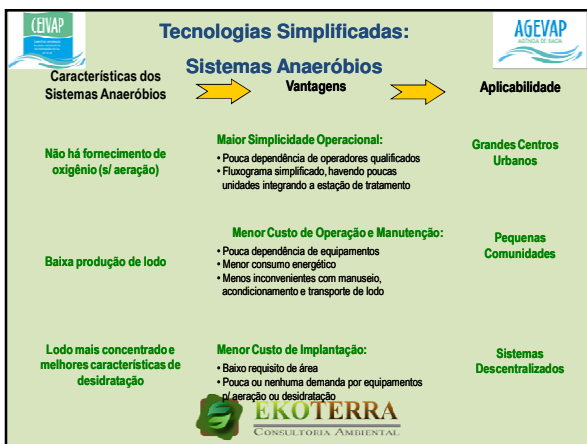 CEIVAP
AGEVAP
AGÊNCIA DE BACIA
Tecnologias Simplificadas:
Sistemas Anaeróbios
Características dos
Sistemas Anaeróbios
Vantagens
Aplicabilidade
Não há fornecimento de
oxigênio (s/ aeração)
Maior Simplicidade Operacional:
• Pouca dependência de operadores qualificados
• Fluxograma simplificado, havendo poucas
unidades integrando a estação de tratamento
Grandes Centros
Urbanos
Baixa produção de lodo
Menor Custo de Operação e Manutenção:
• Pouca dependência de equipamentos
• Menor consumo energético
• Menos inconvenientes com manuseio,
acondicionamento e transporte de lodo
Pequenas
Comunidades
Lodo mais concentrado e
melhores características de
desidratação
Menor Custo de Implantação:
• Baixo requisito de área
• Pouca ou nenhuma demanda por equipamentos
p/ aeração ou desidratação
Sistemas
Descentralizados
EKOTERRA
CONSULTORIA AMBIENTAL